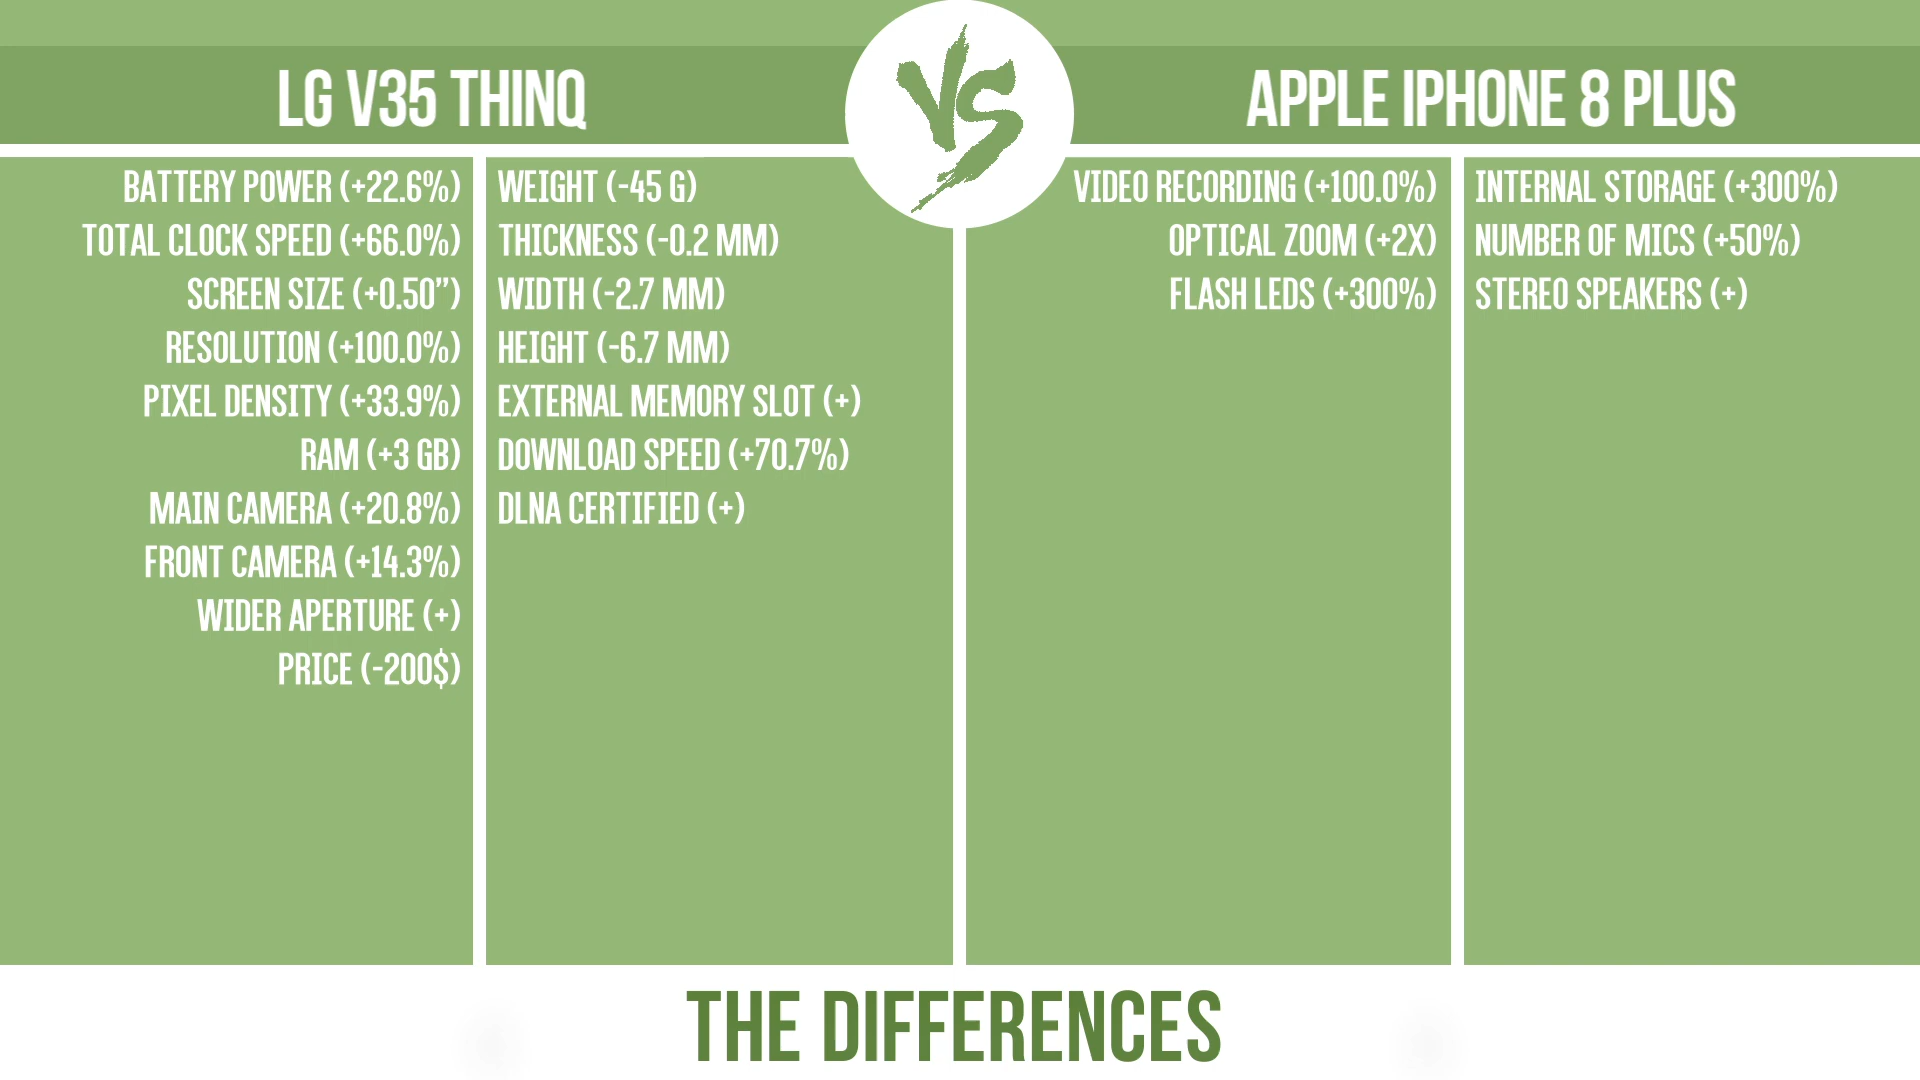 LG V35 THINQ
VS
APPLE IPHONE 8 PLUS
BATTERY POWER (+22.6%)
TOTAL CLOCK SPEED (+66.0%)
SCREEN SIZE (+0.50”)
RESOLUTION (+100.0%)
PIXEL DENSITY (+33.9%)
RAM (+3 GB)
MAIN CAMERA (+20.8%)
FRONT CAMERA (+14.3%)
WIDER APERTURE (+)
PRICE (-200$)
WEIGHT (-45 G)
THICKNESS (-0.2 MM)
WIDTH (-2.7 MM)
HEIGHT (-6.7 MM)
EXTERNAL MEMORY SLOT (+)
DOWNLOAD SPEED (+70.7%)
DLNA CERTIFIED (+)
VIDEO RECORDING (+100.0%)
OPTICAL ZOOM (+2X)
FLASH LEDS (+300%)
INTERNAL STORAGE (+300%)
NUMBER OF MICS (+50%)
STEREO SPEAKERS (+)
THE DIFFERENCES